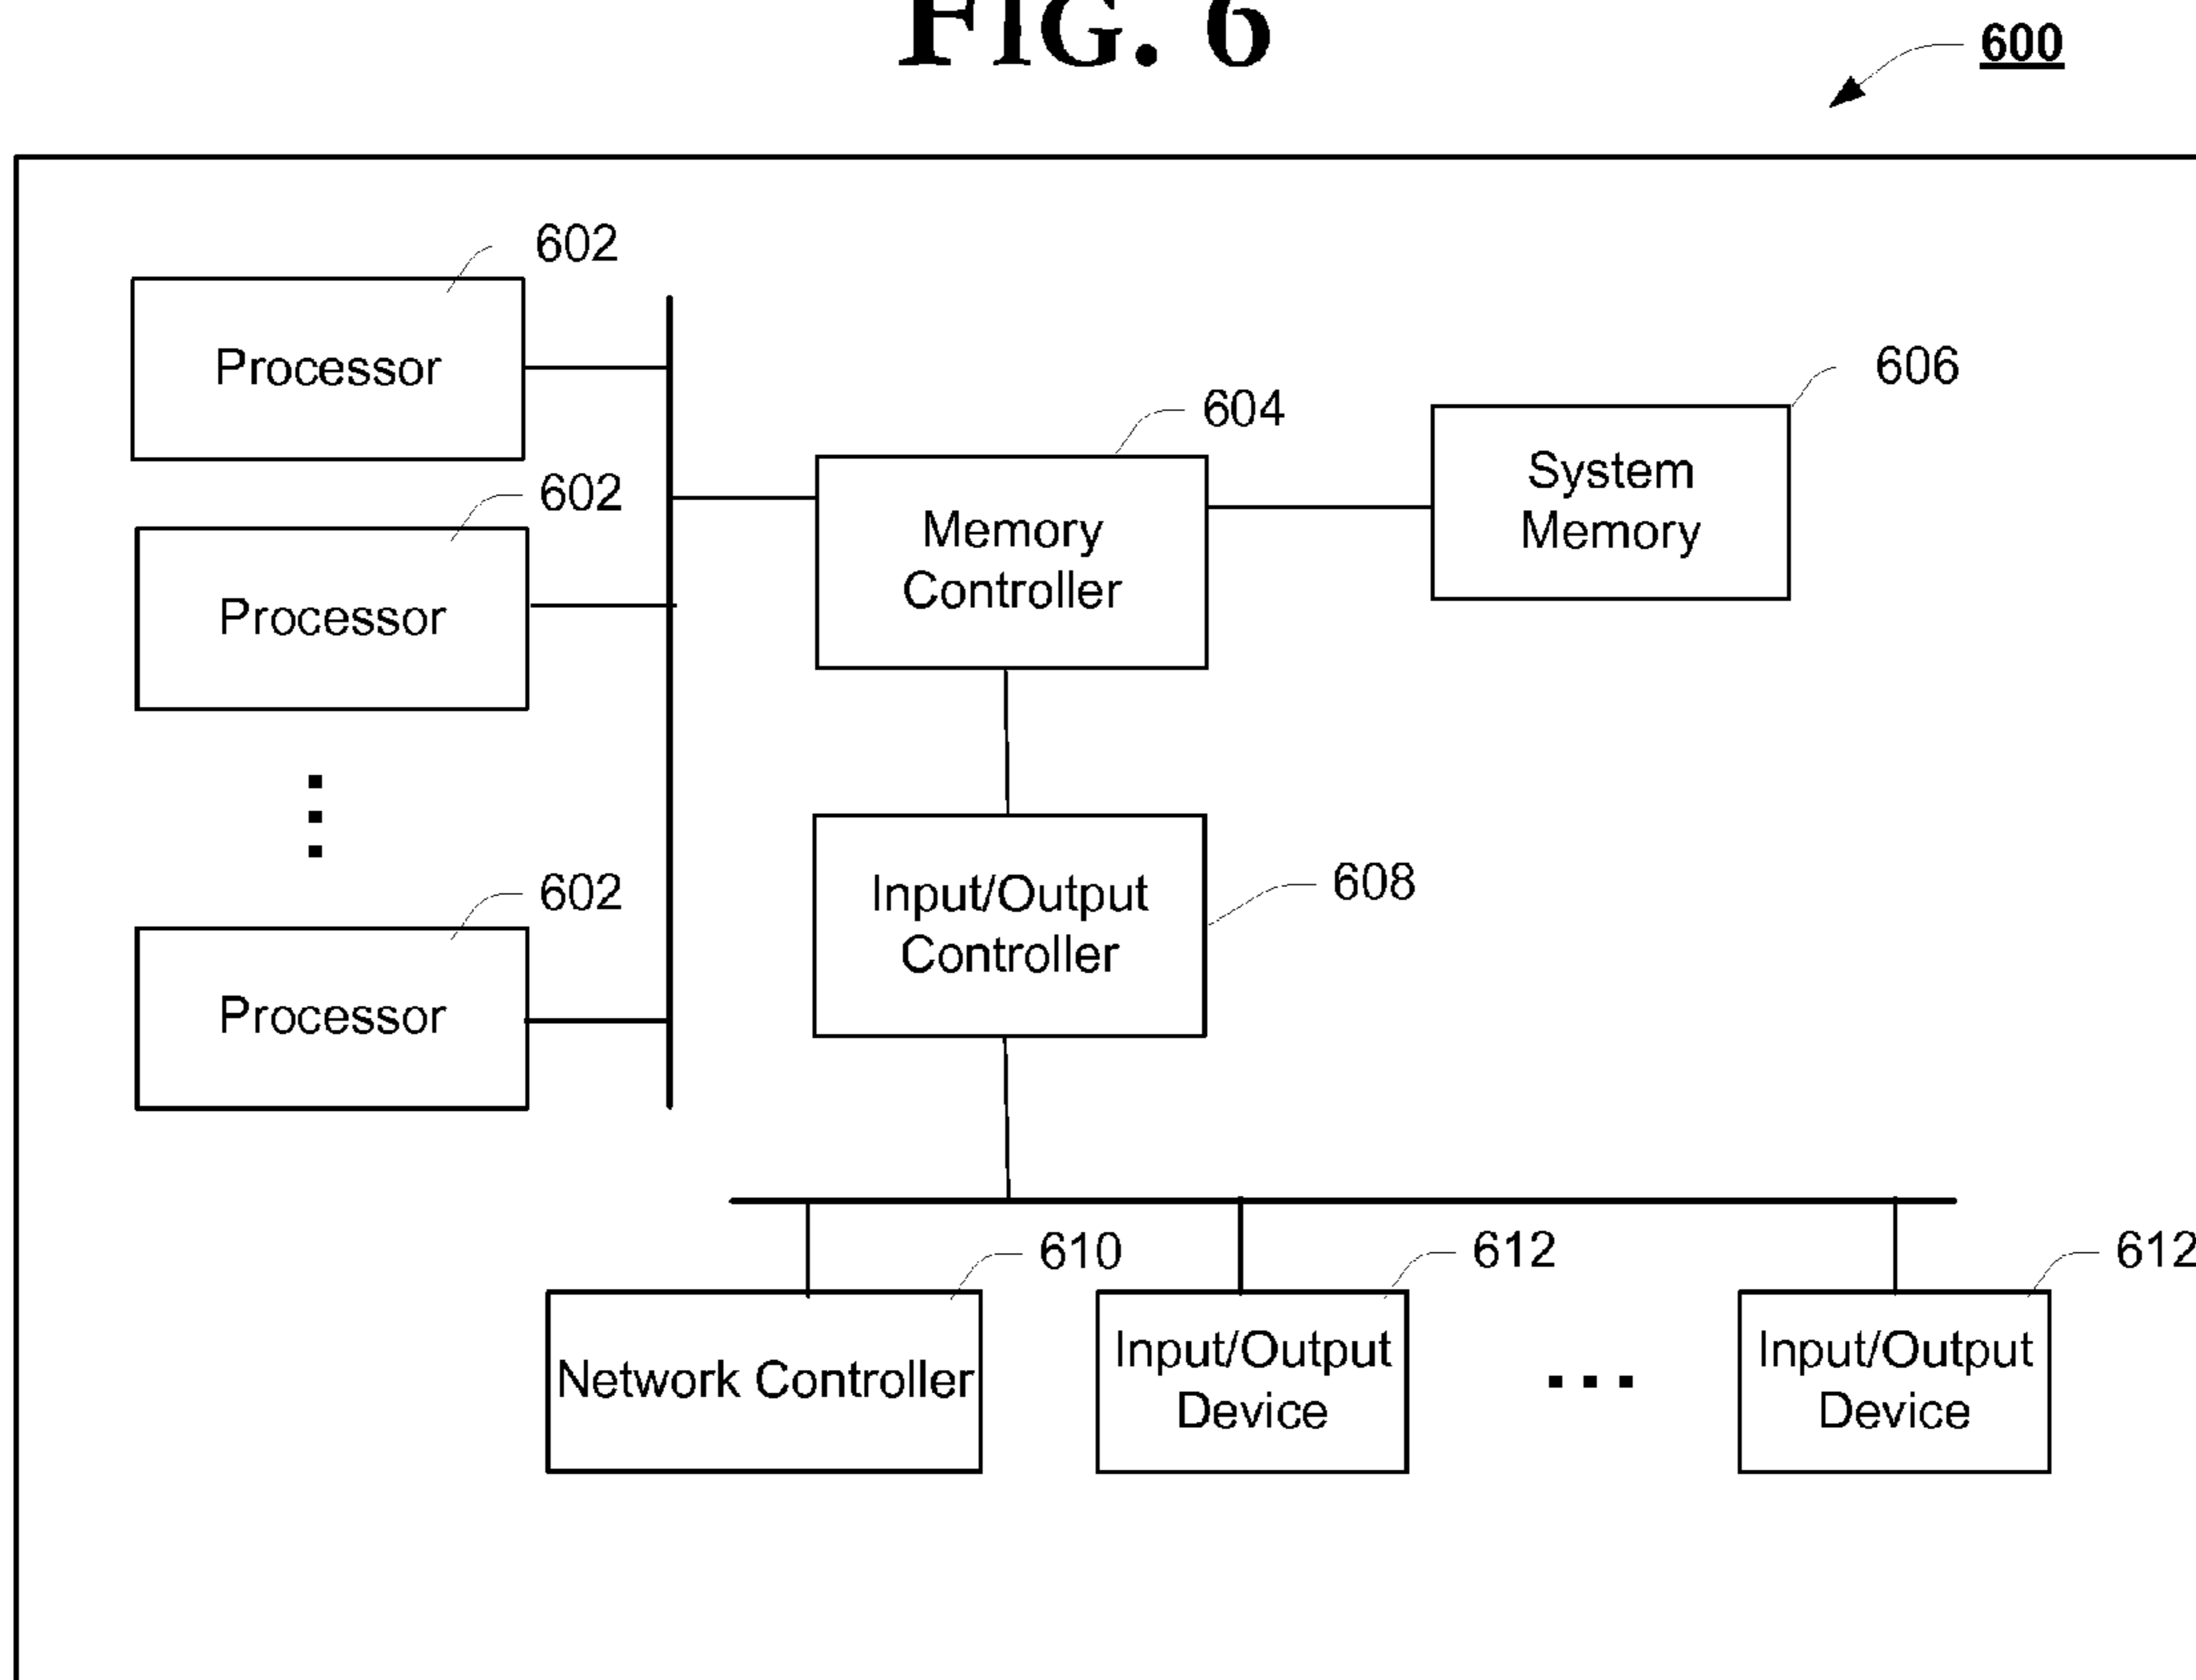 FIG. 6
600
602
Processor
602
Processor
602
Processor
604
Memory
Controller
606
System
Memory
608
Input/Output
Controller
610
Network Controller
612
Input/Output
Device
612
Input/Output
Device